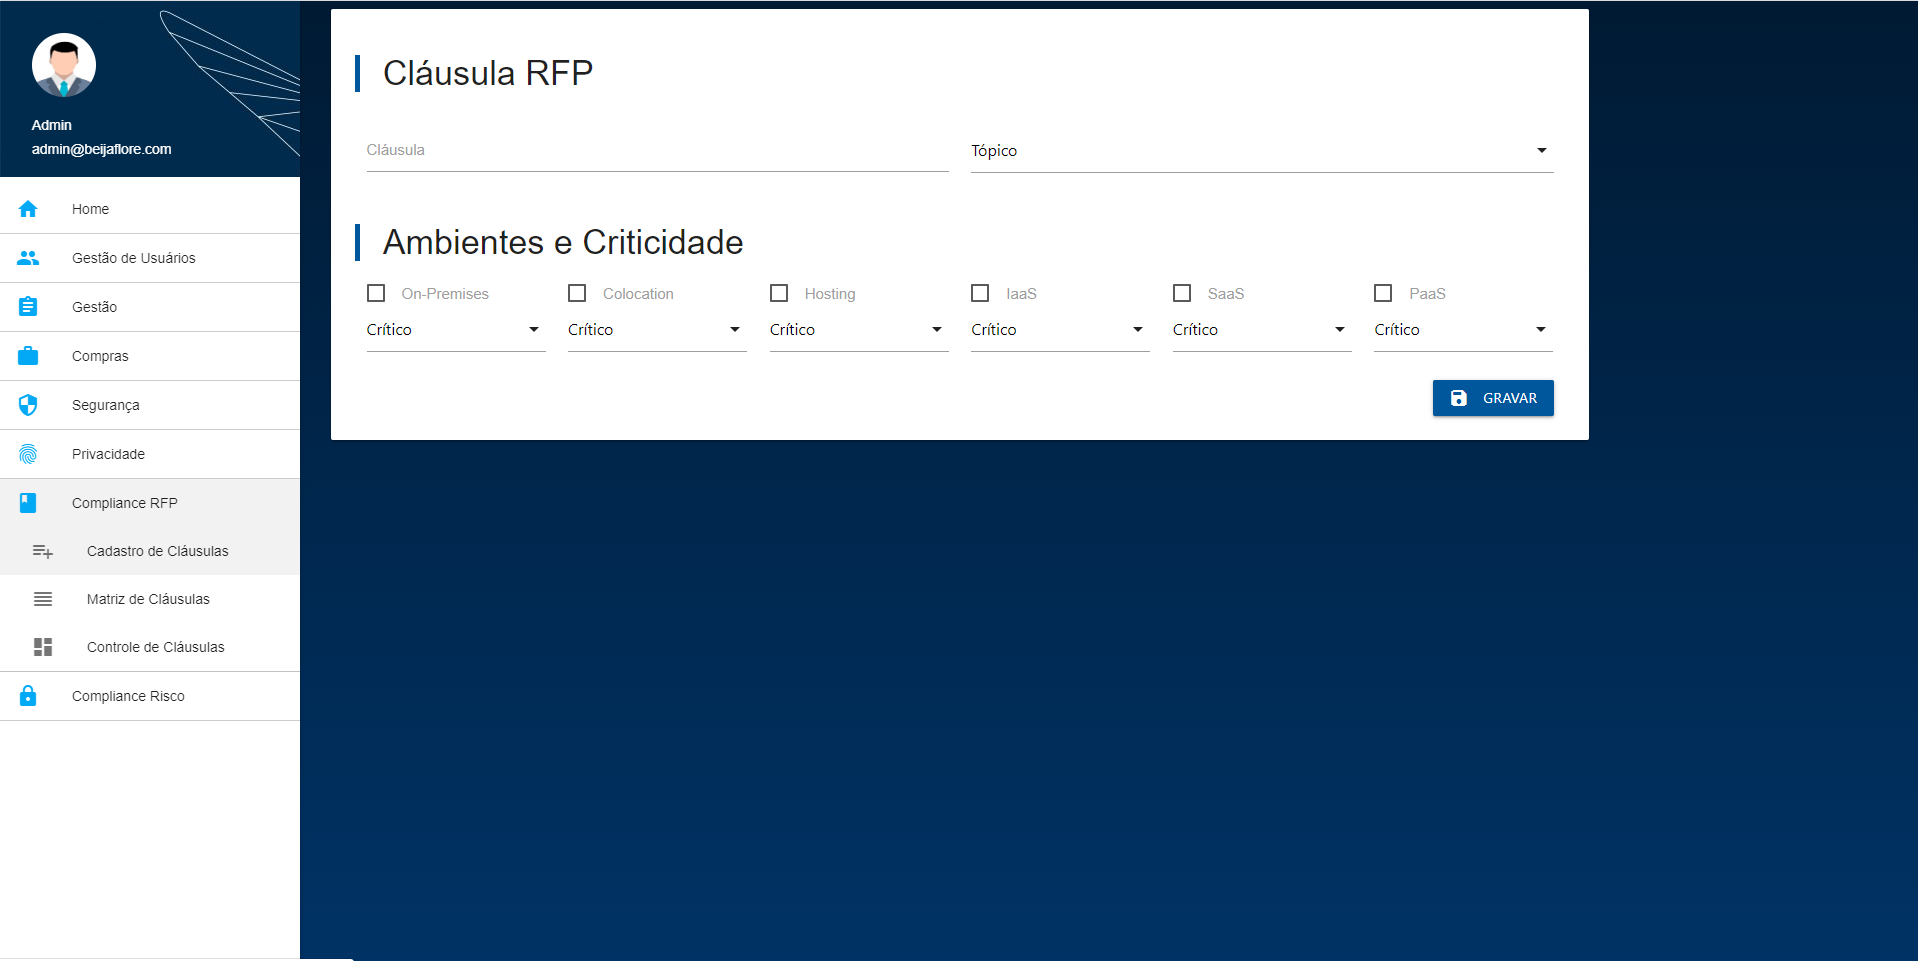 Admin
admin@beijaflore.com
Home
Gestão de Usuários
Gestão
Compras
Segurança
Privacidade
Compliance RFP
Cadastro de Cláusulas
Matriz de Cláusulas
Controle de Cláusulas
Compliance Risco
Cláusula RFP
Cláusula Tópico
Ambientes e Criticidade
On-Premises Colocation Hosting IaaS SaaS PaaS
Crítico Crítico Crítico Crítico Crítico Crítico
GRAVAR